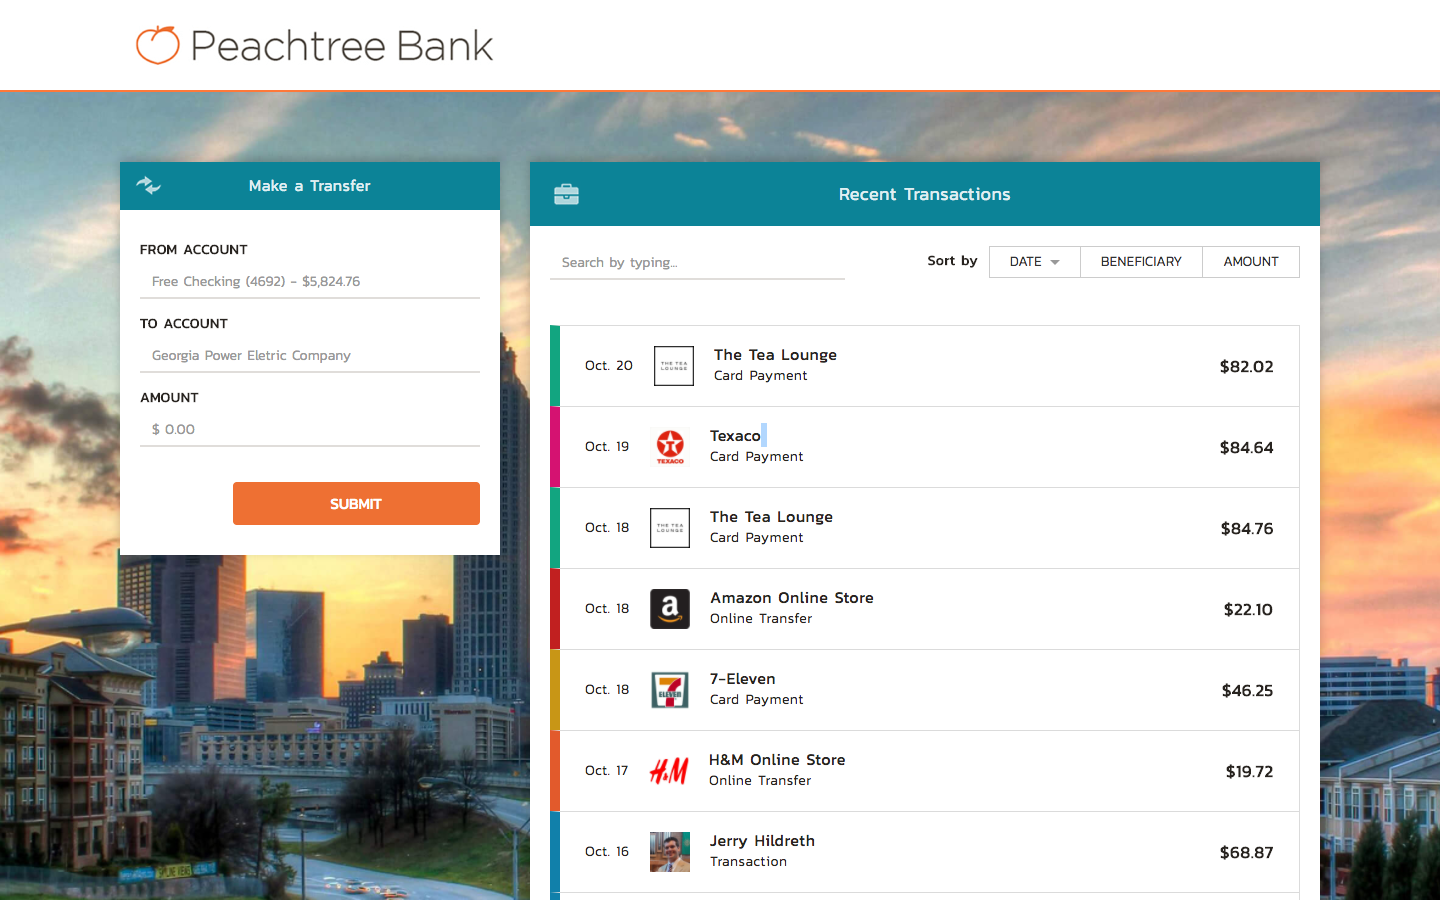 Peachtree Bank
Make a Transfer
FROM ACCOUNT
Free Checking (4692) - $5,824.76
TO ACCOUNT
Georgia Power Eletric Company
AMOUNT
$ 0.00
SUBMIT
Recent Transactions
Search by typing...
Sort by DATE BENEFICIARY AMOUNT
Oct. 20 THE TEA LOUNGE The Tea Lounge $82.02
Card Payment
Oct. 19 TEXACO Texaco $84.64
Card Payment
Oct. 18 THE TEA LOUNGE The Tea Lounge $84.76
Card Payment
Oct. 18 a Amazon Online Store $22.10
Online Transfer
Oct. 18 7 ELEVEN 7-Eleven $46.25
Card Payment
Oct. 17 H&M H&M Online Store $19.72
Online Transfer
Oct. 16 Jerry Hildreth $68.87
Transaction